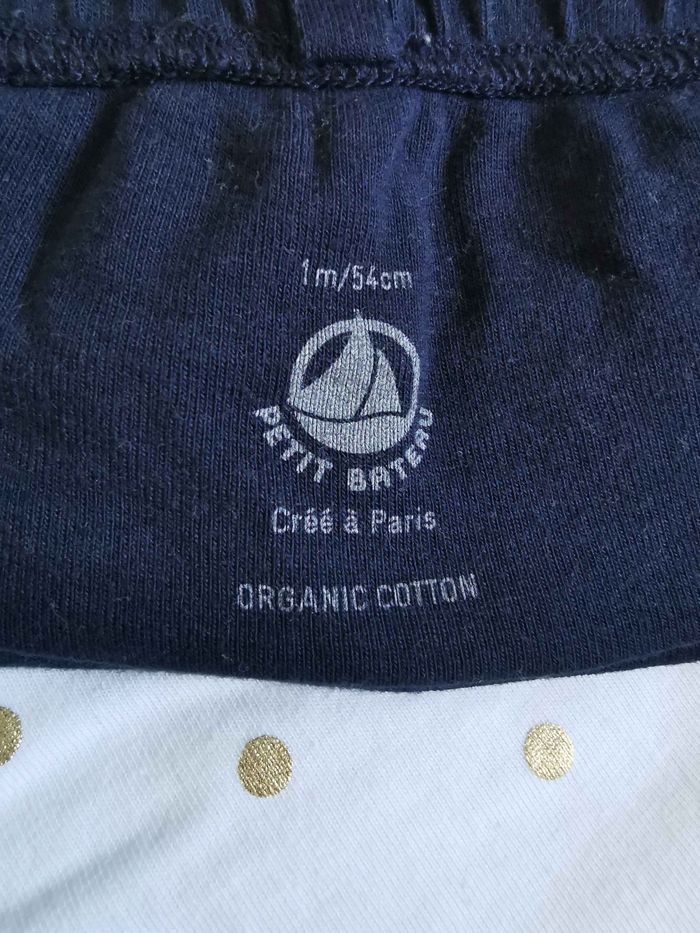 1m/54cm
PETIT BATEAU
Créé à Paris
ORGANIC COTTON